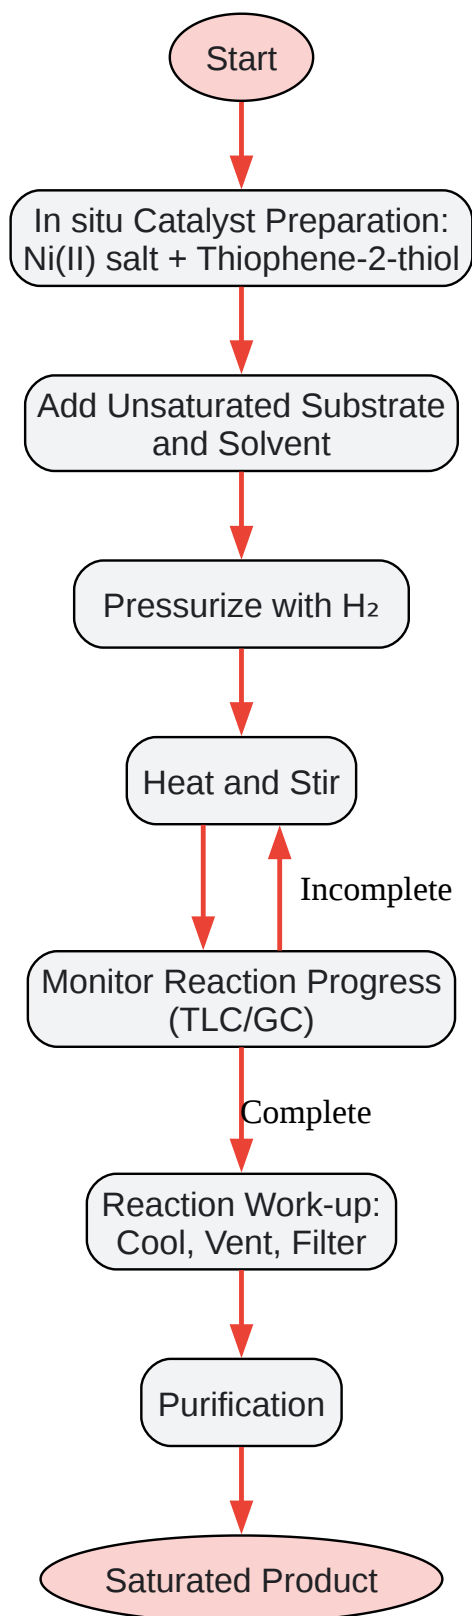 Start
In situ Catalyst Preparation:
Ni(II) salt + Thiophene-2-thiol
Add Unsaturated Substrate
and Solvent
Pressurize with H₂
Heat and Stir
Incomplete
Monitor Reaction Progress
(TLC/GC)
Complete
Reaction Work-up:
Cool, Vent, Filter
Purification
Saturated Product